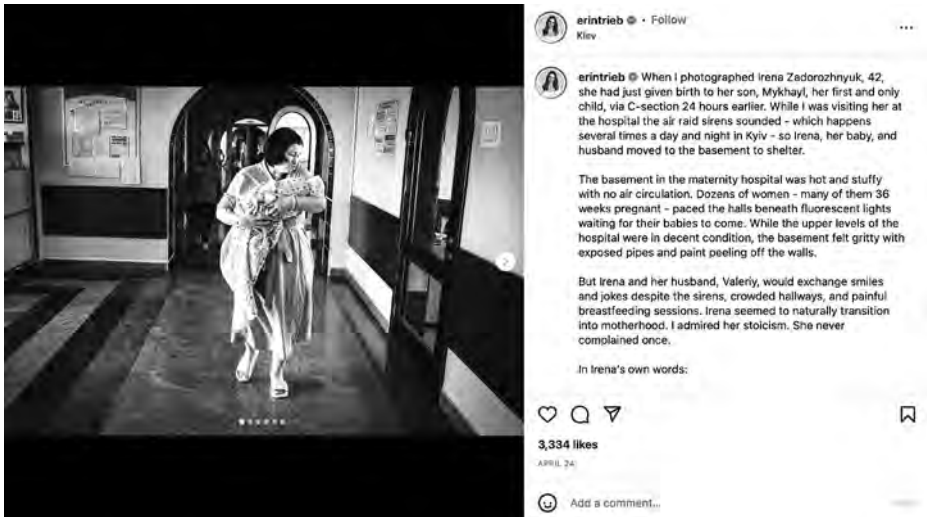 erintrieb • Follow
Kiev
erintrieb When I photographed Irena Zadorozhnyuk, 42,
she had just given birth to her son, Mykhayl, her first and only
child, via C-section 24 hours earlier. While I was visiting her at
the hospital the air raid sirens sounded - which happens
several times a day and night in Kyiv - so Irena, her baby, and
husband moved to the basement to shelter.
The basement in the maternity hospital was hot and stuffy
with no air circulation. Dozens of women - many of them 36
weeks pregnant - paced the halls beneath fluorescent lights
waiting for their babies to come. While the upper levels of the
hospital were in decent condition, the basement felt gritty with
exposed pipes and paint peeling off the walls.
But Irena and her husband, Valeriy, would exchange smiles
and jokes despite the sirens, crowded hallways, and painful
breastfeeding sessions. Irena seemed to naturally transition
into motherhood. I admired her stoicism. She never
complained once.
In Irena's own words:
3,334 likes
APRIL 24
Add a comment...